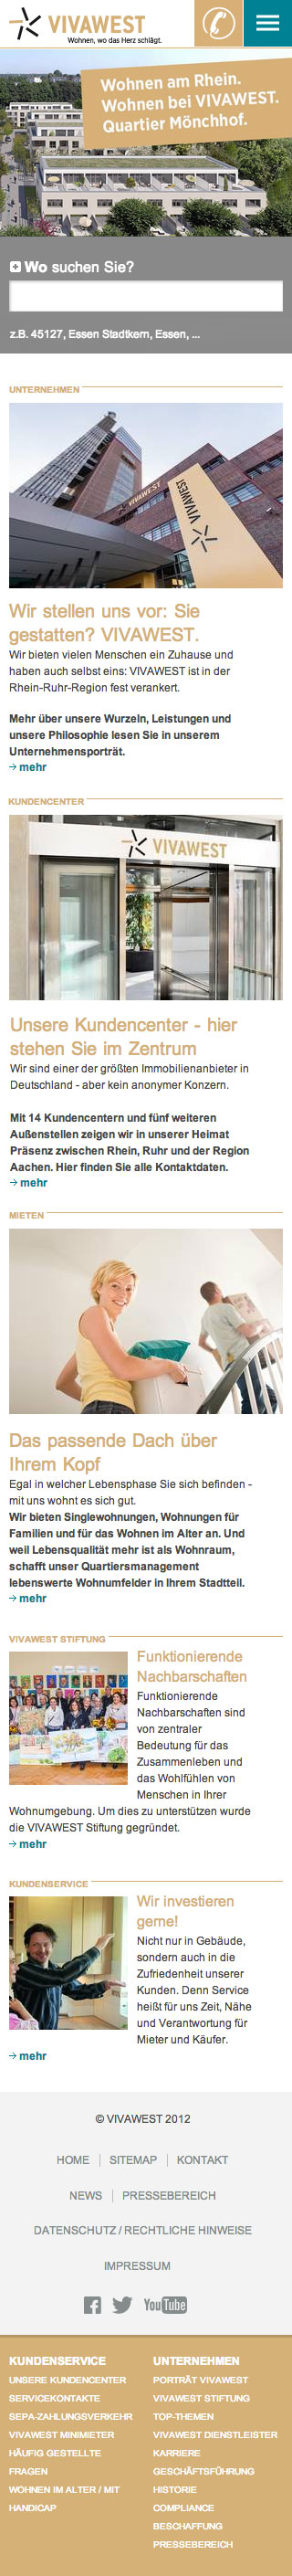 VIVAWEST
Wohnen, wo das Herz schlägt.
Wohnen am Rhein.
Wohnen bei VIVAWEST.
Quartier Mönchhof.
Wo suchen Sie?
z.B. 45127, Essen Stadtkern, Essen, ...
UNTERNEHMEN
VIVAWEST
VIVAWEST
Wir stellen uns vor: Sie
gestatten? VIVAWEST.
Wir bieten vielen Menschen ein Zuhause und
haben auch selbst eins: VIVAWEST ist in der
Rhein-Ruhr-Region fest verankert.
Mehr über unsere Wurzeln, Leistungen und
unsere Philosophie lesen Sie in unserem
Unternehmensporträt.
→ mehr
KUNDENCENTER
VIVAWEST
Unsere Kundencenter - hier
stehen Sie im Zentrum
Wir sind einer der größten Immobilienanbieter in
Deutschland - aber kein anonymer Konzern.
Mit 14 Kundencentern und fünf weiteren
Außenstellen zeigen wir in unserer Heimat
Präsenz zwischen Rhein, Ruhr und der Region
Aachen. Hier finden Sie alle Kontaktdaten.
→ mehr
MIETEN
Das passende Dach über
Ihrem Kopf
Egal in welcher Lebensphase Sie sich befinden -
mit uns wohnt es sich gut.
Wir bieten Singlewohnungen, Wohnungen für
Familien und für das Wohnen im Alter an. Und
weil Lebensqualität mehr ist als Wohnraum,
schafft unser Quartiersmanagement
lebenswerte Wohnumfelder in Ihrem Stadtteil.
→ mehr
VIVAWEST STIFTUNG
Funktionierende
Nachbarschaften
Funktionierende
Nachbarschaften sind
von zentraler
Bedeutung für das
Zusammenleben und
das Wohlfühlen von
Menschen in Ihrer
Wohnumgebung. Um dies zu unterstützen wurde
die VIVAWEST Stiftung gegründet.
→ mehr
KUNDENSERVICE
Wir investieren
gerne!
Nicht nur in Gebäude,
sondern auch in die
Zufriedenheit unserer
Kunden. Denn Service
heißt für uns Zeit, Nähe
und Verantwortung für
Mieter und Käufer.
→ mehr
© VIVAWEST 2012
HOME | SITEMAP | KONTAKT
NEWS | PRESSEBEREICH
DATENSCHUTZ / RECHTLICHE HINWEISE
IMPRESSUM
YouTube
KUNDENSERVICE
UNSERE KUNDENCENTER
SERVICEKONTAKTE
SEPA-ZAHLUNGSVERKEHR
VIVAWEST MINIMIETER
HÄUFIG GESTELLTE
FRAGEN
WOHNEN IM ALTER / MIT
HANDICAP
UNTERNEHMEN
PORTRÄT VIVAWEST
VIVAWEST STIFTUNG
TOP-THEMEN
VIVAWEST DIENSTLEISTER
KARRIERE
GESCHÄFTSFÜHRUNG
HISTORIE
COMPLIANCE
BESCHAFFUNG
PRESSEBEREICH